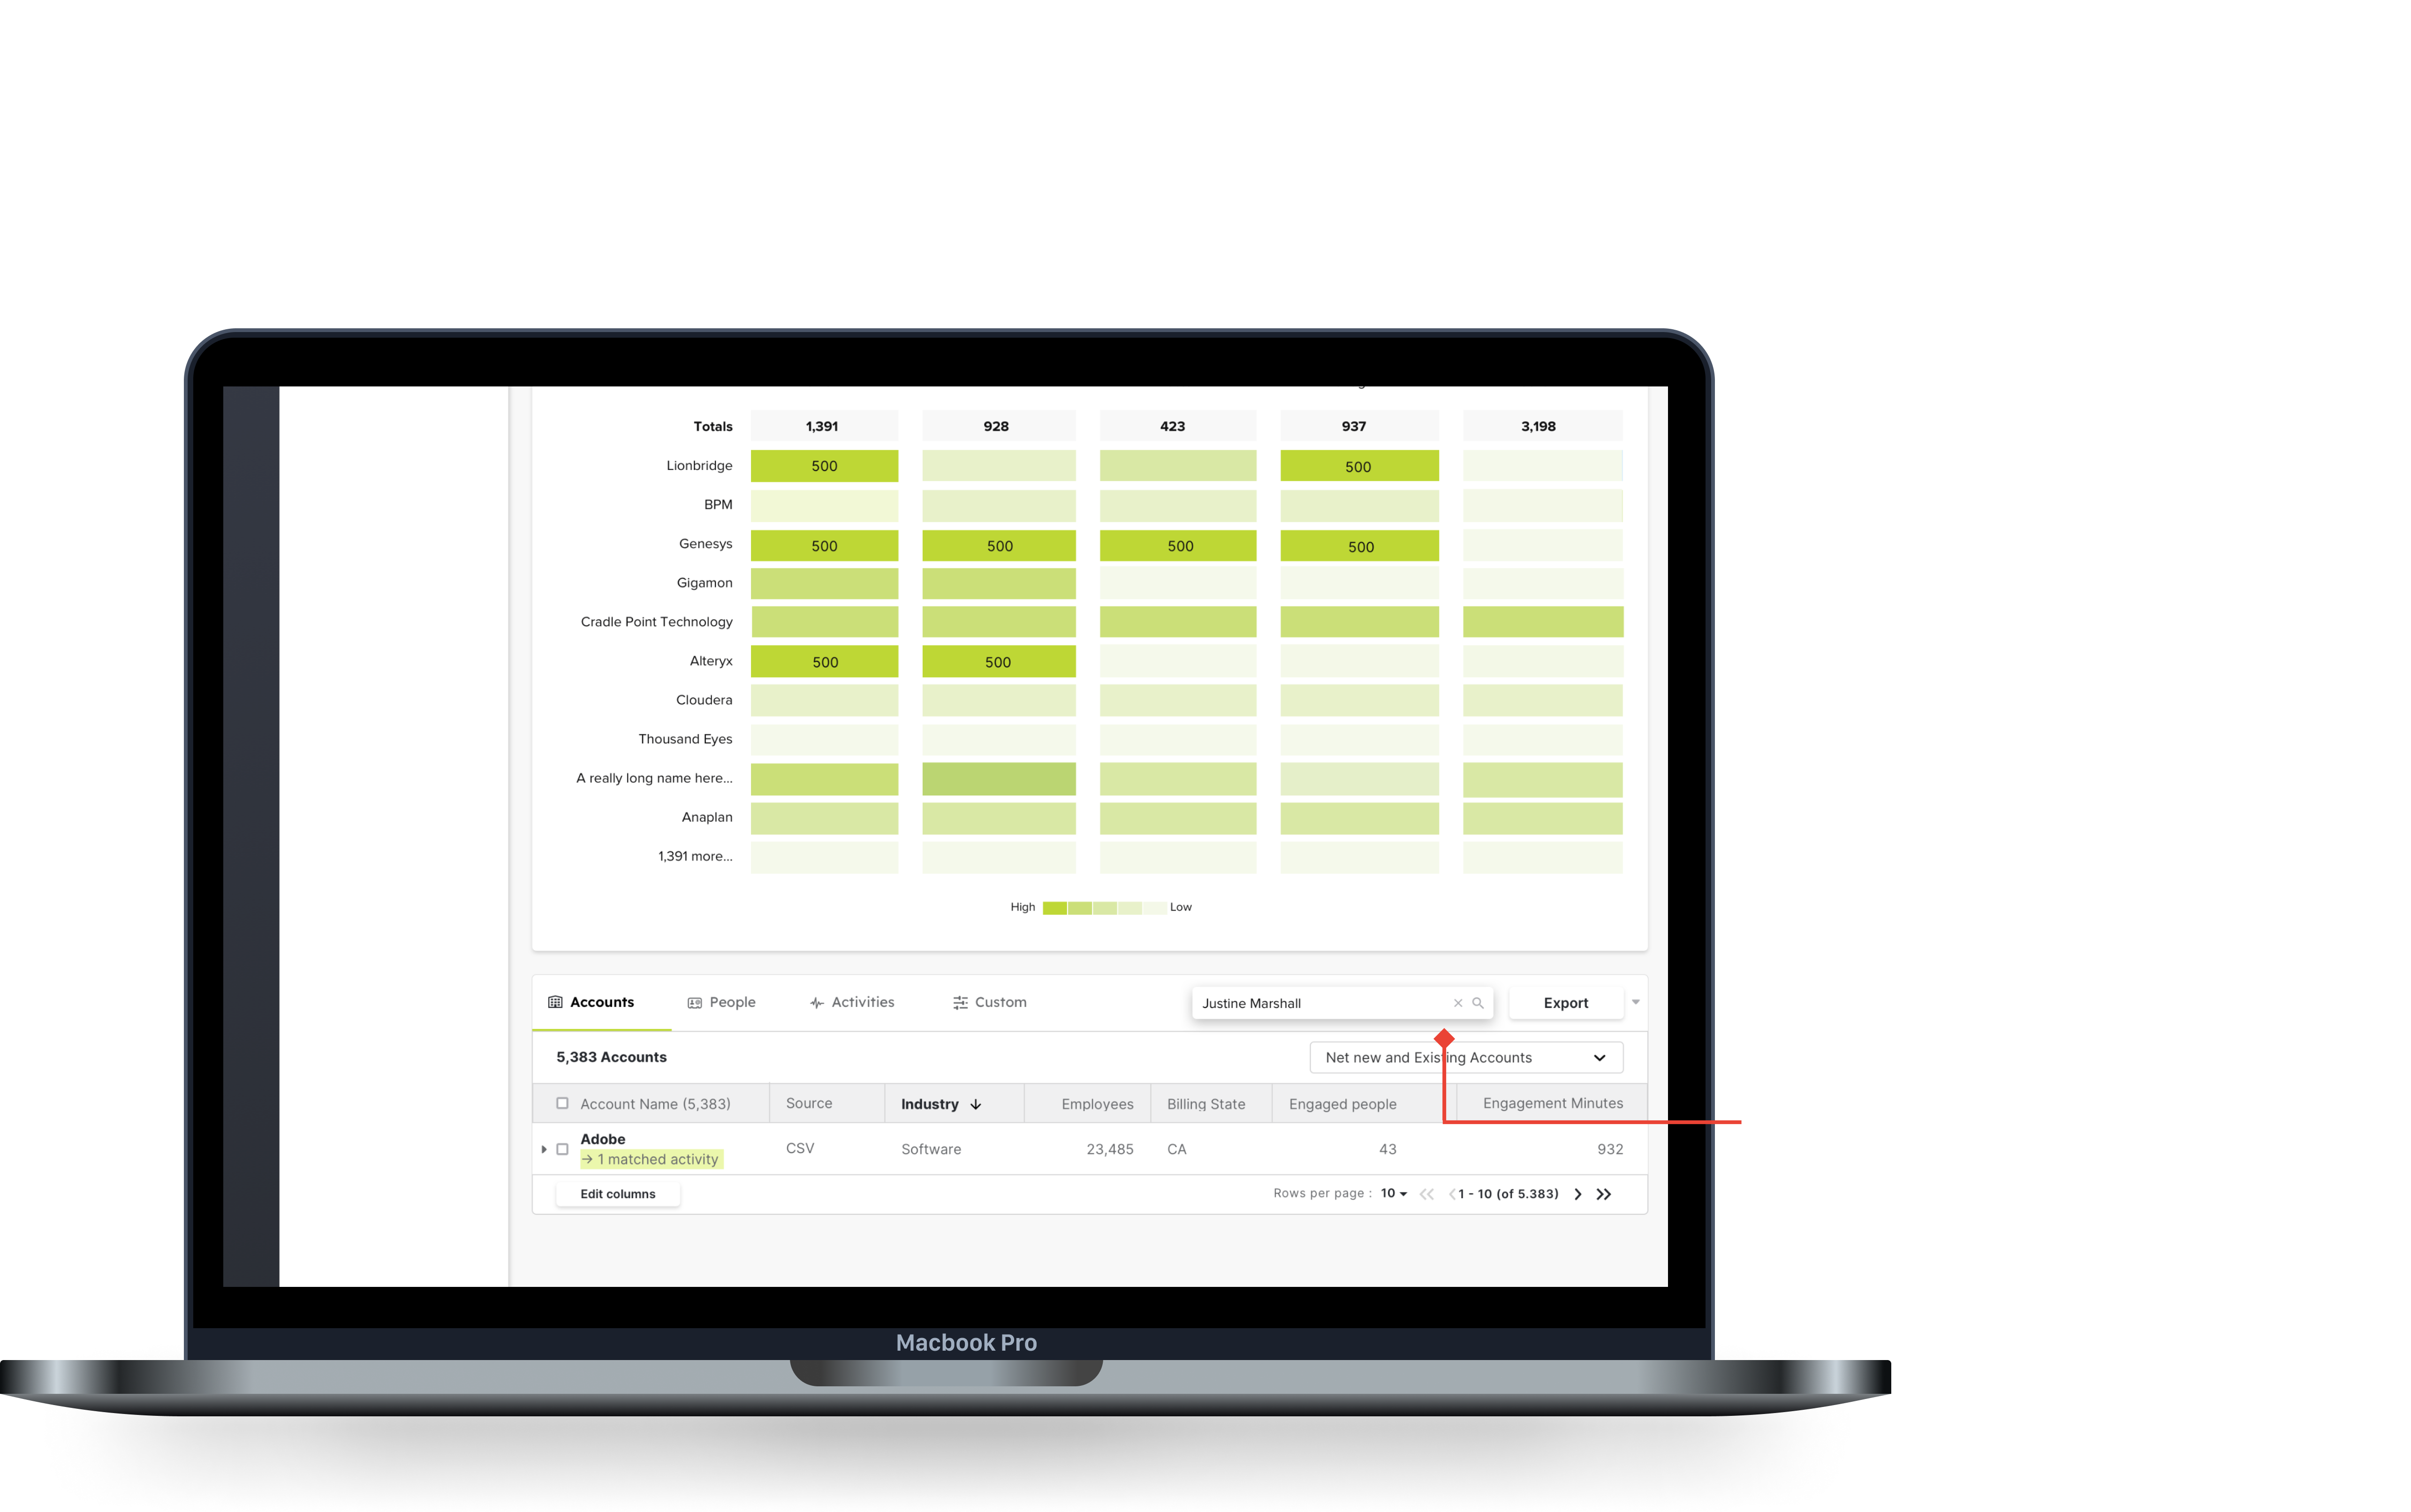 Totals 1,391 928 423 937 3,198
Lionbridge 500 500
BPM
Genesys 500 500 500 500
Gigamon
Cradle Point Technology
Alteryx 500 500
Cloudera
Thousand Eyes
A really long name here...
Anaplan
1,391 more...
High Low
Accounts People Activities Custom Justine Marshall Export
5,383 Accounts Net new and Existing Accounts
Account Name (5,383) Source Industry Employees Billing State Engaged people Engagement Minutes
Adobe CSV Software 23,485 CA 43 932
→ 1 matched activity
Edit columns Rows per page : 10 1 - 10 (of 5.383)
Macbook Pro